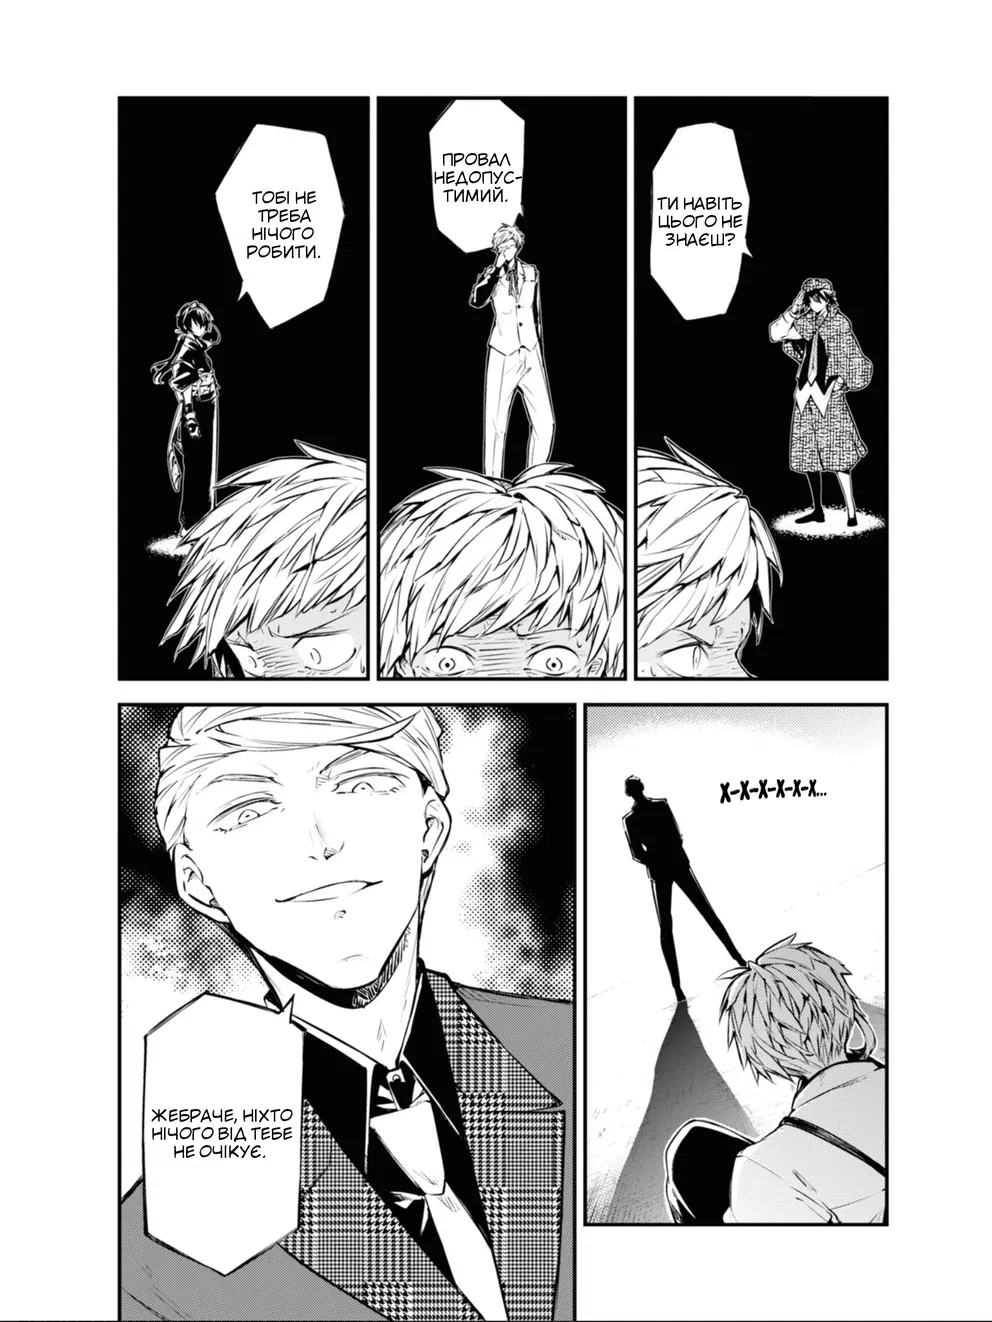 ТИ НАВІТЬ
ЦЬОГО НЕ
ЗНАЄШ?
ПРОВАЛ
НЕДОПУС-
ТИМИЙ.
ТОБІ НЕ
ТРЕБА
НІЧОГО
РОБИТИ.
Х-Х-Х-Х-Х-Х...
ЖЕБРАЧЕ, НІХТО
НІЧОГО ВІД ТЕБЕ
НЕ ОЧІКУЄ.